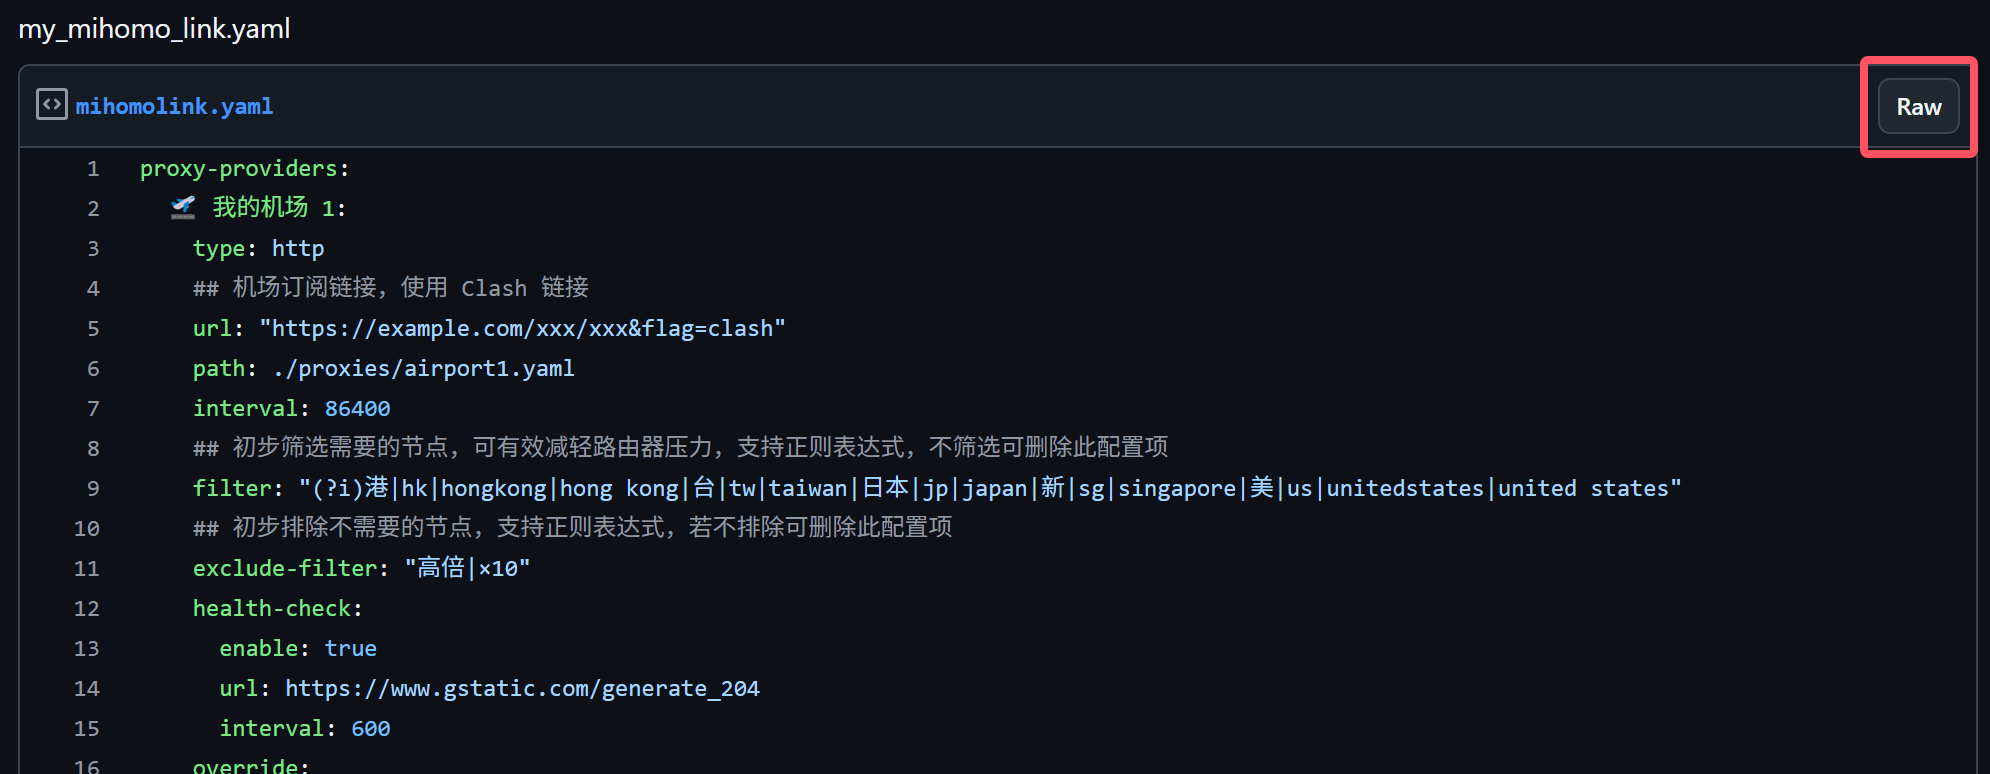 my_mihomo_link.yaml
mihomolink.yaml
Raw
1 proxy-providers:
2 🛫 我的机场 1:
3 type: http
4 ## 机场订阅链接，使用 Clash 链接
5 url: "https://example.com/xxx/xxx&flag=clash"
6 path: ./proxies/airport1.yaml
7 interval: 86400
8 ## 初步筛选需要的节点，可有效减轻路由器压力，支持正则表达式，不筛选可删除此配置项
9 filter: "(?i)港|hk|hongkong|hong kong|台|tw|taiwan|日本|jp|japan|新|sg|singapore|美|us|unitedstates|united states"
10 ## 初步排除不需要的节点，支持正则表达式，若不排除可删除此配置项
11 exclude-filter: "高倍|×10"
12 health-check:
13 enable: true
14 url: https://www.gstatic.com/generate_204
15 interval: 600
16 override: